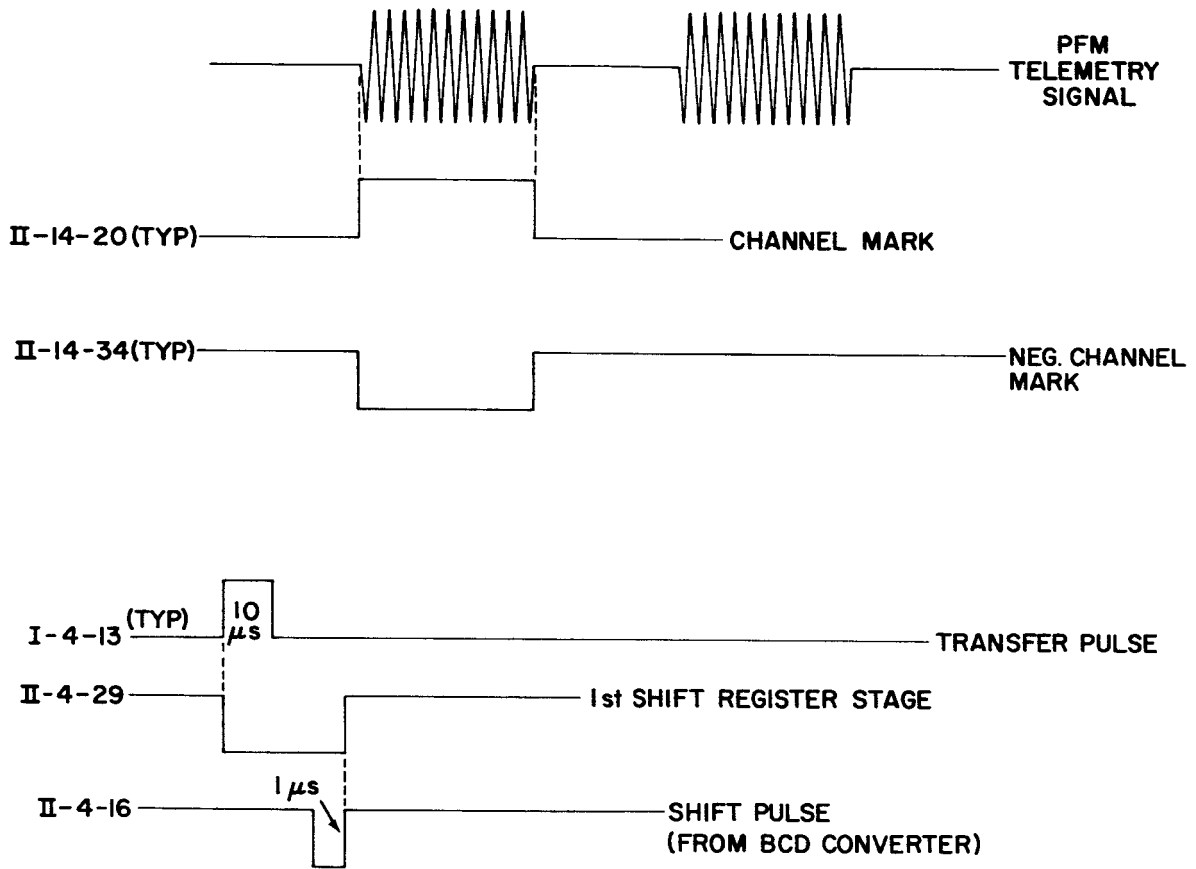 PFM
TELEMETRY
SIGNAL
II-14-20 (TYP)
CHANNEL MARK
II-14-34 (TYP)
NEG. CHANNEL
MARK
I-4-13 (TYP)
10
μs
TRANSFER PULSE
II-4-29
1st SHIFT REGISTER STAGE
1 μs
II-4-16
SHIFT PULSE
(FROM BCD CONVERTER)